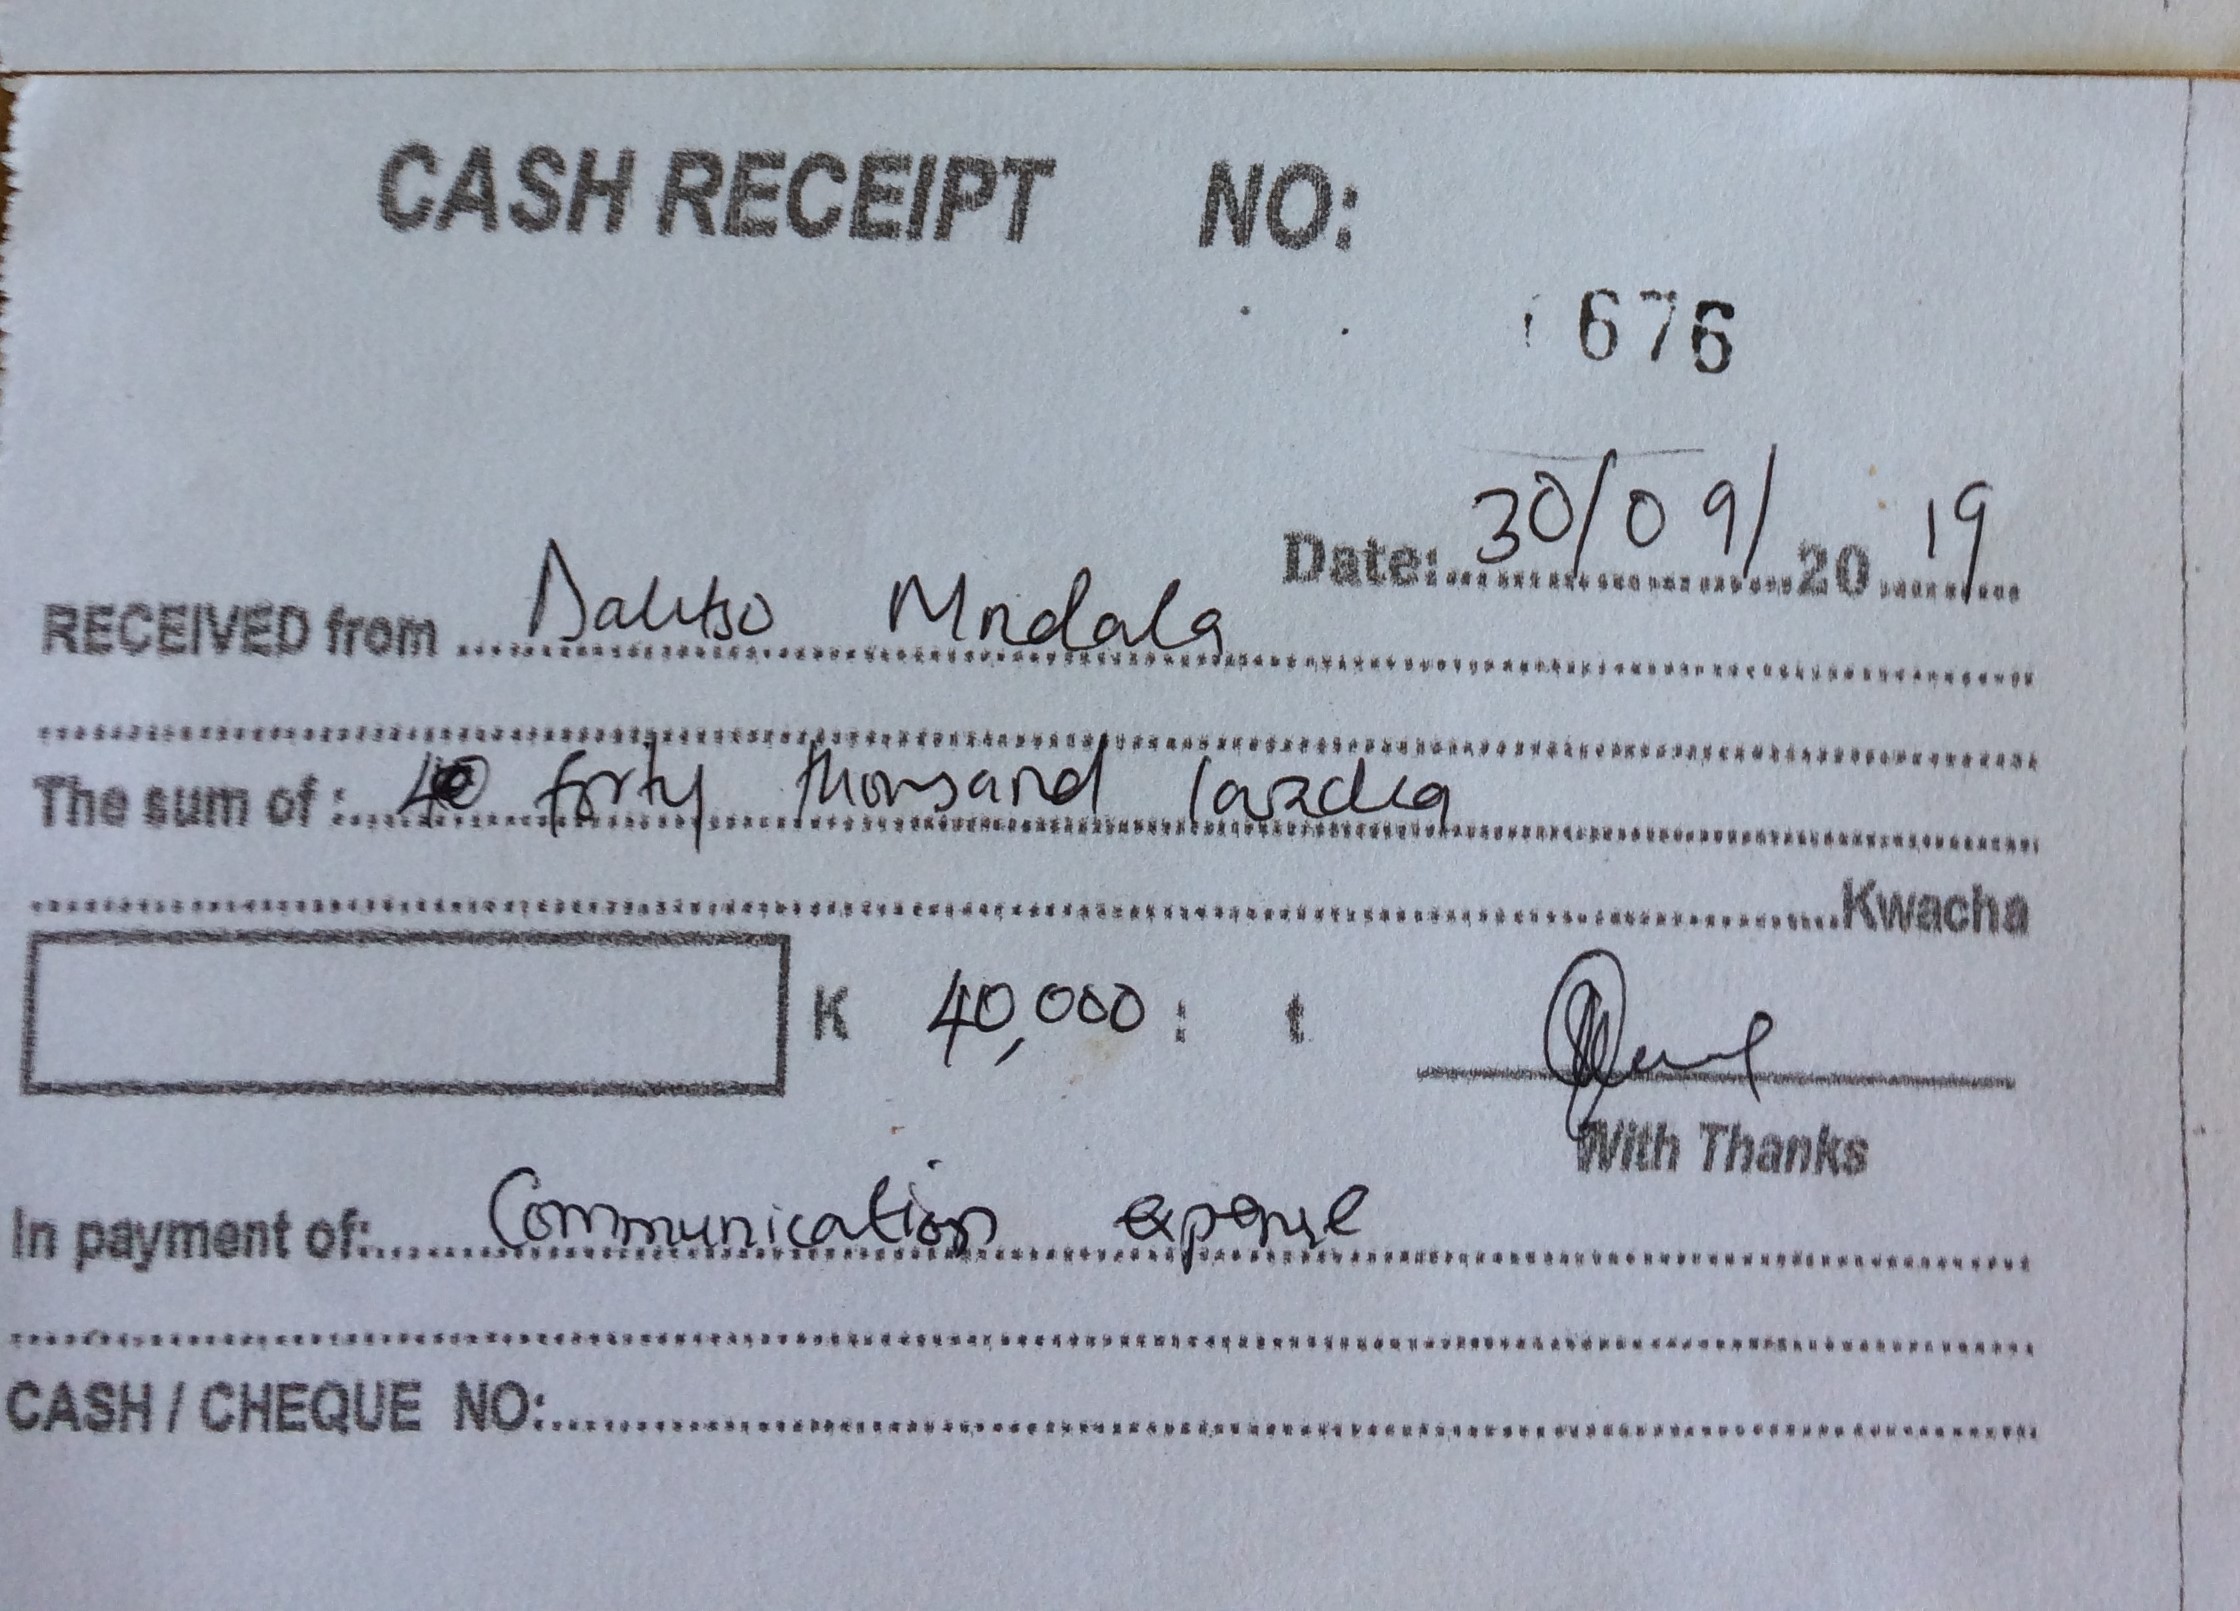 CASH RECEIPT NO:
676
Date: 30/09/ 20 19
RECEIVED from Dalitso Mndala
The sum of : 40 forty thousand
Kwacha
K 40,000 : t
With Thanks
In payment of: Communication expense
CASH / CHEQUE NO: